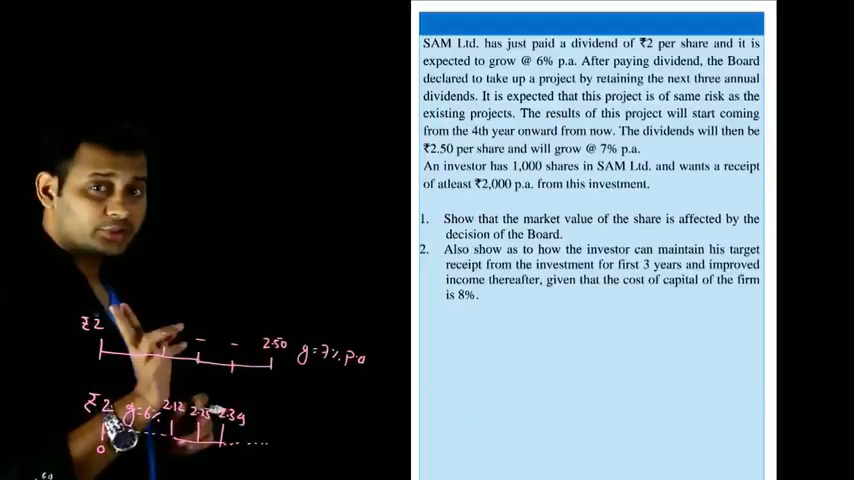 SAM Ltd. has just paid a dividend of ₹2 per share and it is
expected to grow @ 6% p.a. After paying dividend, the Board
declared to take up a project by retaining the next three annual
dividends. It is expected that this project is of same risk as the
existing projects. The results of this project will start coming
from the 4th year onward from now. The dividends will then be
₹2.50 per share and will grow @ 7% p.a.
An investor has 1,000 shares in SAM Ltd. and wants a receipt
of atleast ₹2,000 p.a. from this investment.
1. Show that the market value of the share is affected by the
decision of the Board.
2. Also show as to how the investor can maintain his target
receipt from the investment for first 3 years and improved
income thereafter, given that the cost of capital of the firm
is 8%.
₹2 - - 2.50 g=7% p.a
₹2 g=6% 2.12 2.25 2.39
0